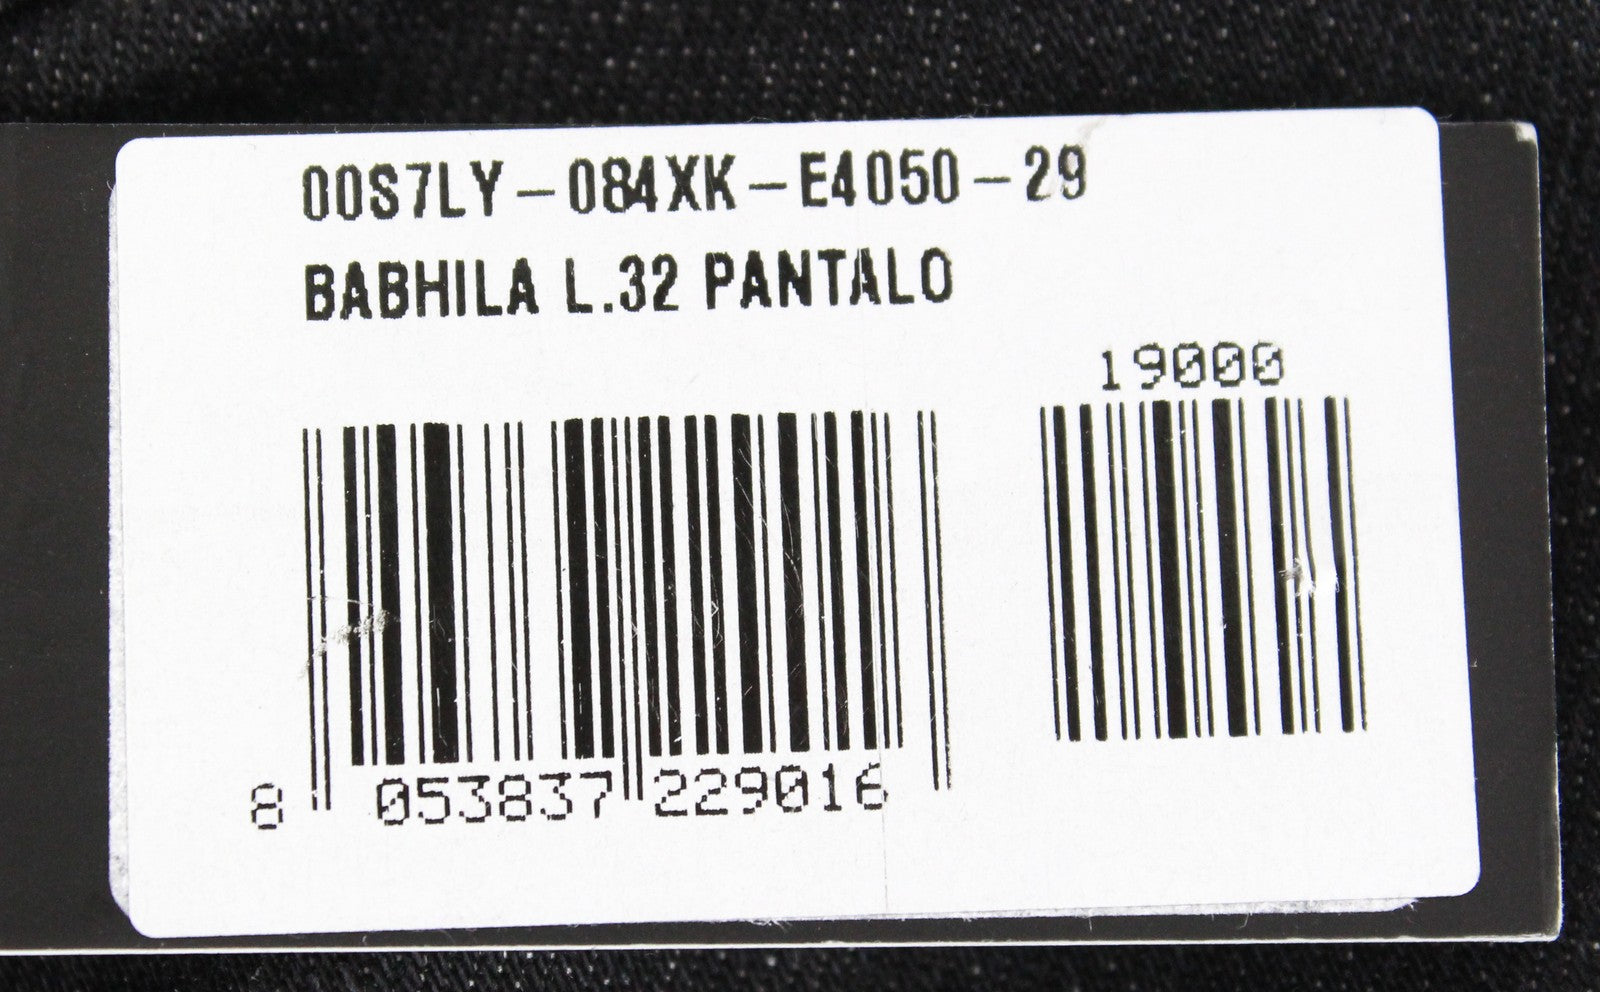 00S7LY-084XK-E4050-29
BABHILA L.32 PANTALO
19000
8 053837 229016